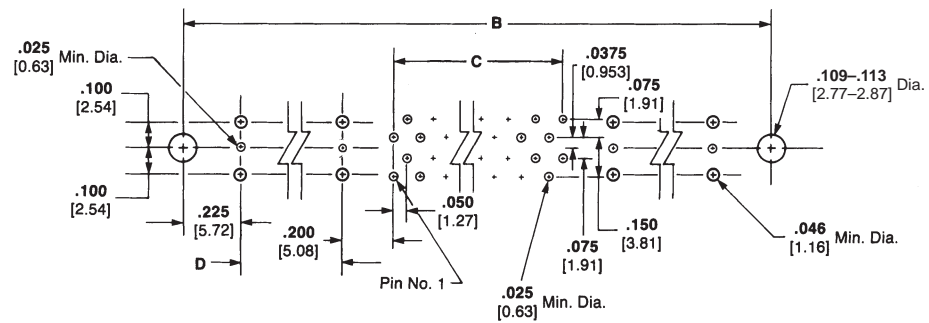 B
.025
[0.63] Min. Dia.
C
.0375
[0.953]
.109–.113
[2.77–2.87] Dia.
.100
[2.54]
.075
[1.91]
.100
[2.54]
.050
[1.27]
.225
[5.72]
.200
[5.08]
.150
[3.81]
.046
[1.16] Min. Dia.
.075
[1.91]
D
Pin No. 1
.025
[0.63] Min. Dia.